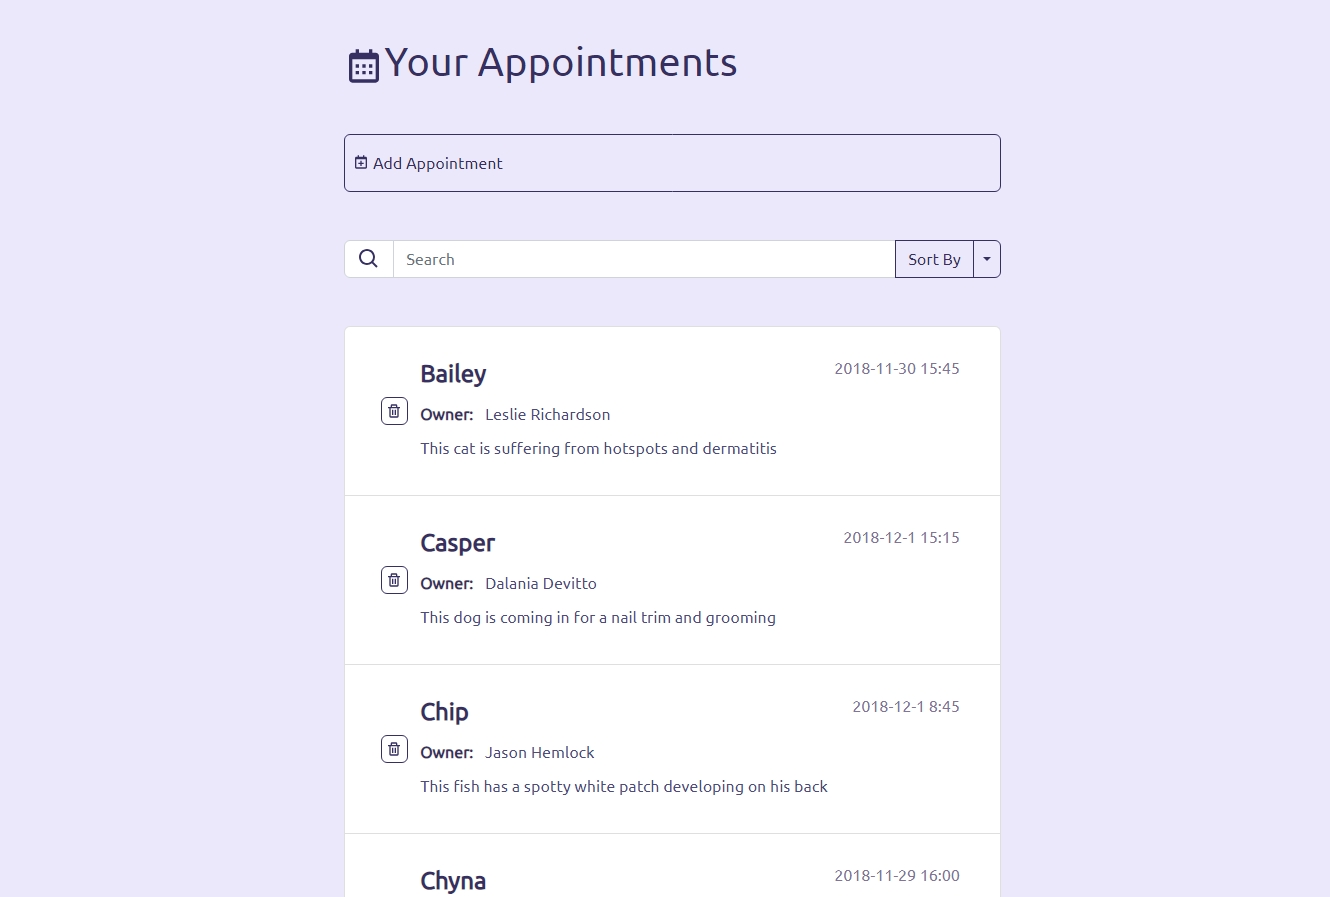 Your Appointments
Add Appointment
Search
Sort By
Bailey
2018-11-30 15:45
Owner: Leslie Richardson
This cat is suffering from hotspots and dermatitis
Casper
2018-12-1 15:15
Owner: Dalania Devitto
This dog is coming in for a nail trim and grooming
Chip
2018-12-1 8:45
Owner: Jason Hemlock
This fish has a spotty white patch developing on his back
Chyna
2018-11-29 16:00